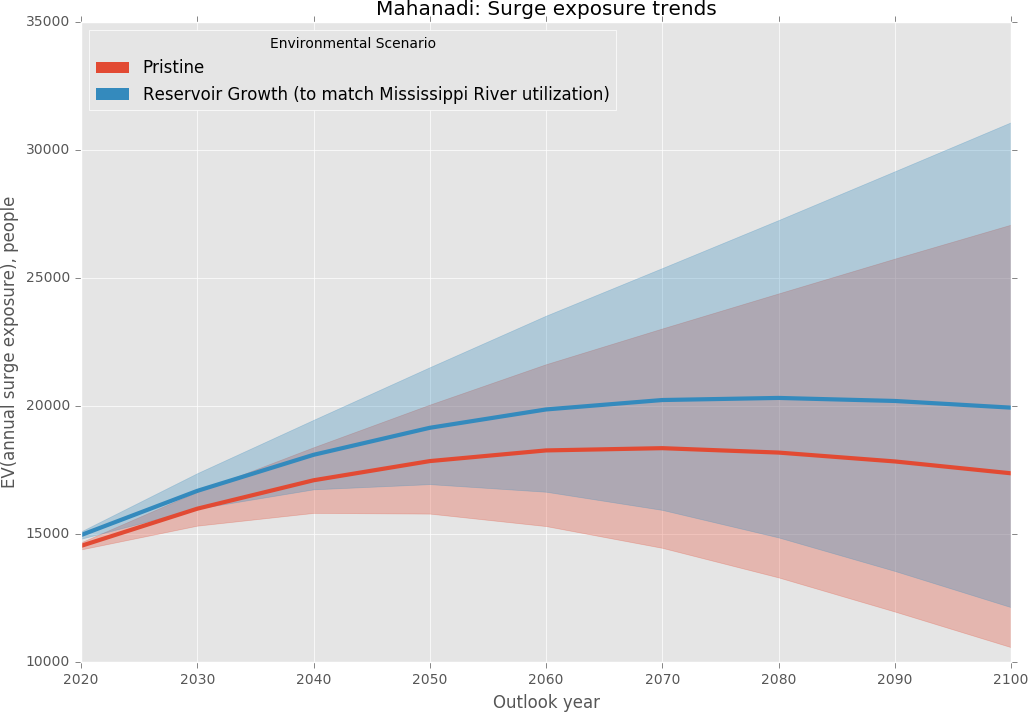 Mahanadi: Surge exposure trends
35000
30000
25000
20000
15000
10000
EV(annual surge exposure), people
Environmental Scenario
Pristine
Reservoir Growth (to match Mississippi River utilization)
2020 2030 2040 2050 2060 2070 2080 2090 2100
Outlook year